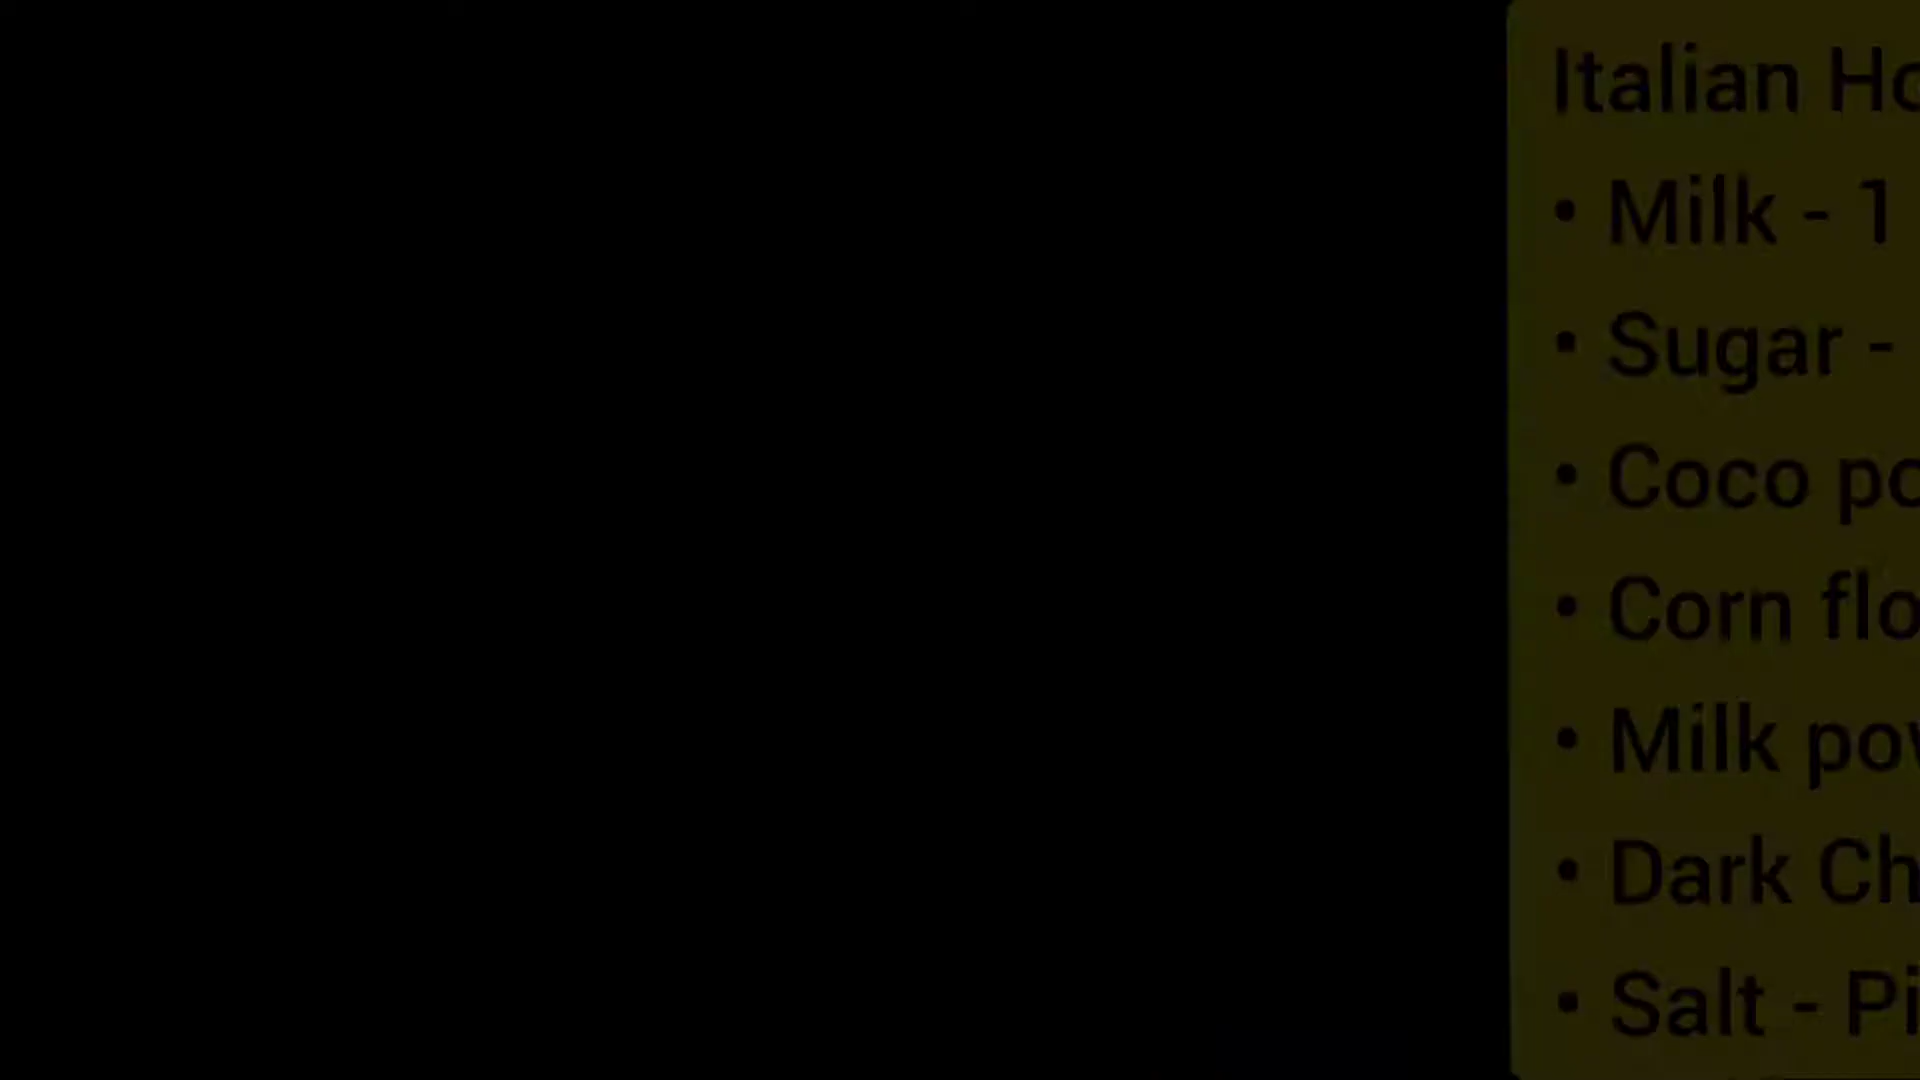 Italian Ho
• Milk - 1
• Sugar -
• Coco po
• Corn flo
• Milk pow
• Dark Ch
• Salt - Pi